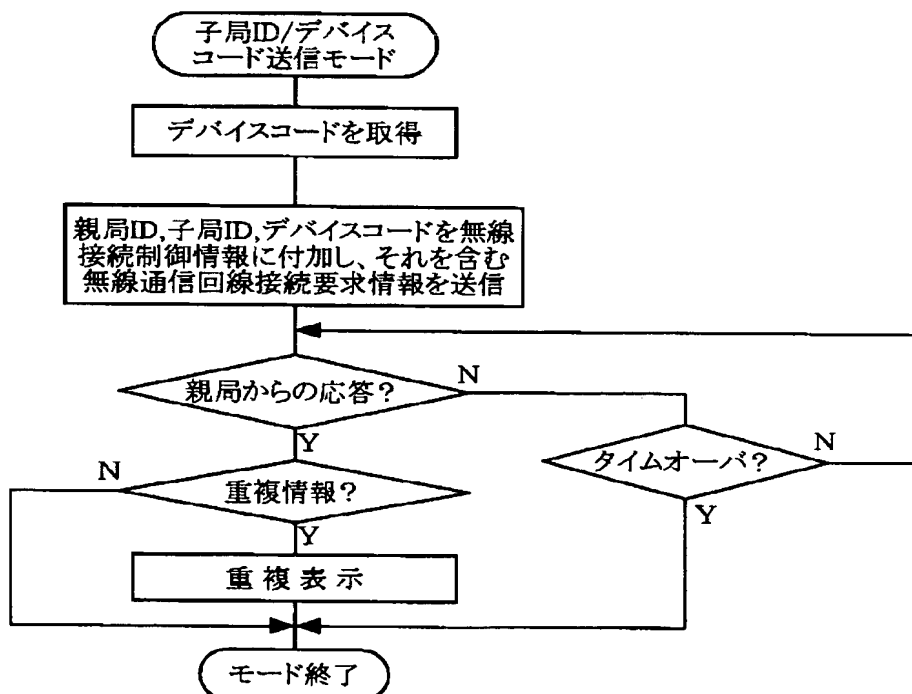 子局ID/デバイス
コード送信モード
デバイスコードを取得
親局ID,子局ID,デバイスコードを無線
接続制御情報に付加し、それを含む
無線通信回線接続要求情報を送信
親局からの応答?
N
Y
タイムオーバ?
N
Y
重複情報?
N
Y
重複表示
モード終了